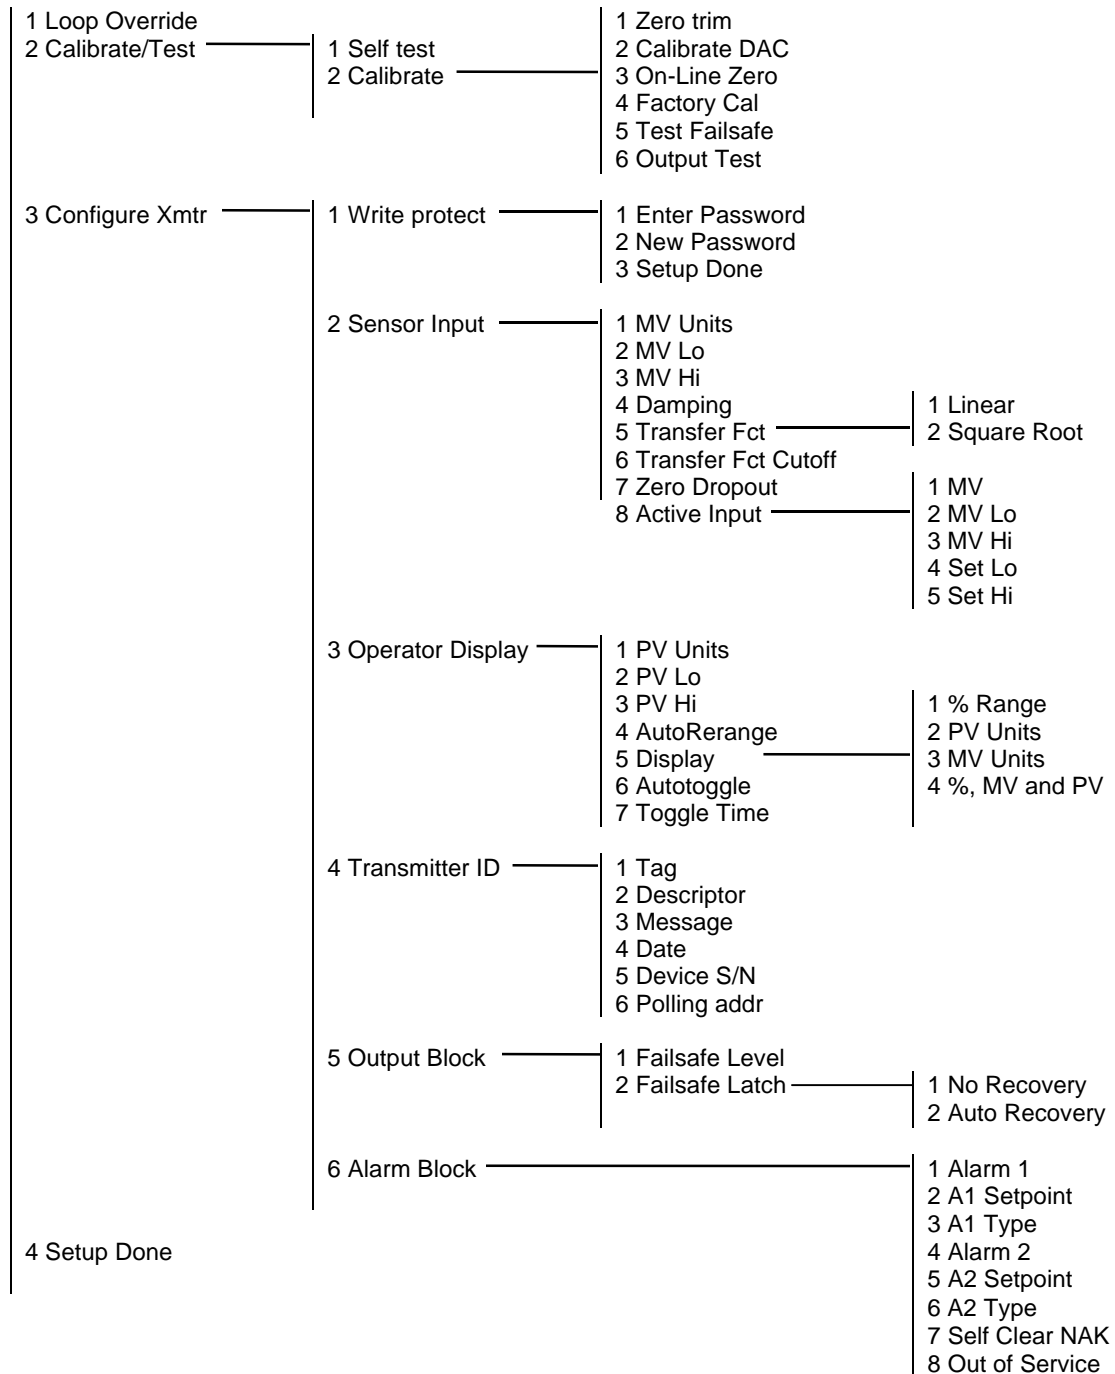 1 Loop Override
2 Calibrate/Test
1 Self test
2 Calibrate
1 Zero trim
2 Calibrate DAC
3 On-Line Zero
4 Factory Cal
5 Test Failsafe
6 Output Test
3 Configure Xmtr
1 Write protect
1 Enter Password
2 New Password
3 Setup Done
2 Sensor Input
1 MV Units
2 MV Lo
3 MV Hi
4 Damping
5 Transfer Fct
1 Linear
2 Square Root
6 Transfer Fct Cutoff
7 Zero Dropout
8 Active Input
1 MV
2 MV Lo
3 MV Hi
4 Set Lo
5 Set Hi
3 Operator Display
1 PV Units
2 PV Lo
3 PV Hi
4 AutoRerange
5 Display
1 % Range
2 PV Units
3 MV Units
4 %, MV and PV
6 Autotoggle
7 Toggle Time
4 Transmitter ID
1 Tag
2 Descriptor
3 Message
4 Date
5 Device S/N
6 Polling addr
5 Output Block
1 Failsafe Level
2 Failsafe Latch
1 No Recovery
2 Auto Recovery
6 Alarm Block
1 Alarm 1
2 A1 Setpoint
3 A1 Type
4 Alarm 2
5 A2 Setpoint
6 A2 Type
7 Self Clear NAK
8 Out of Service
4 Setup Done